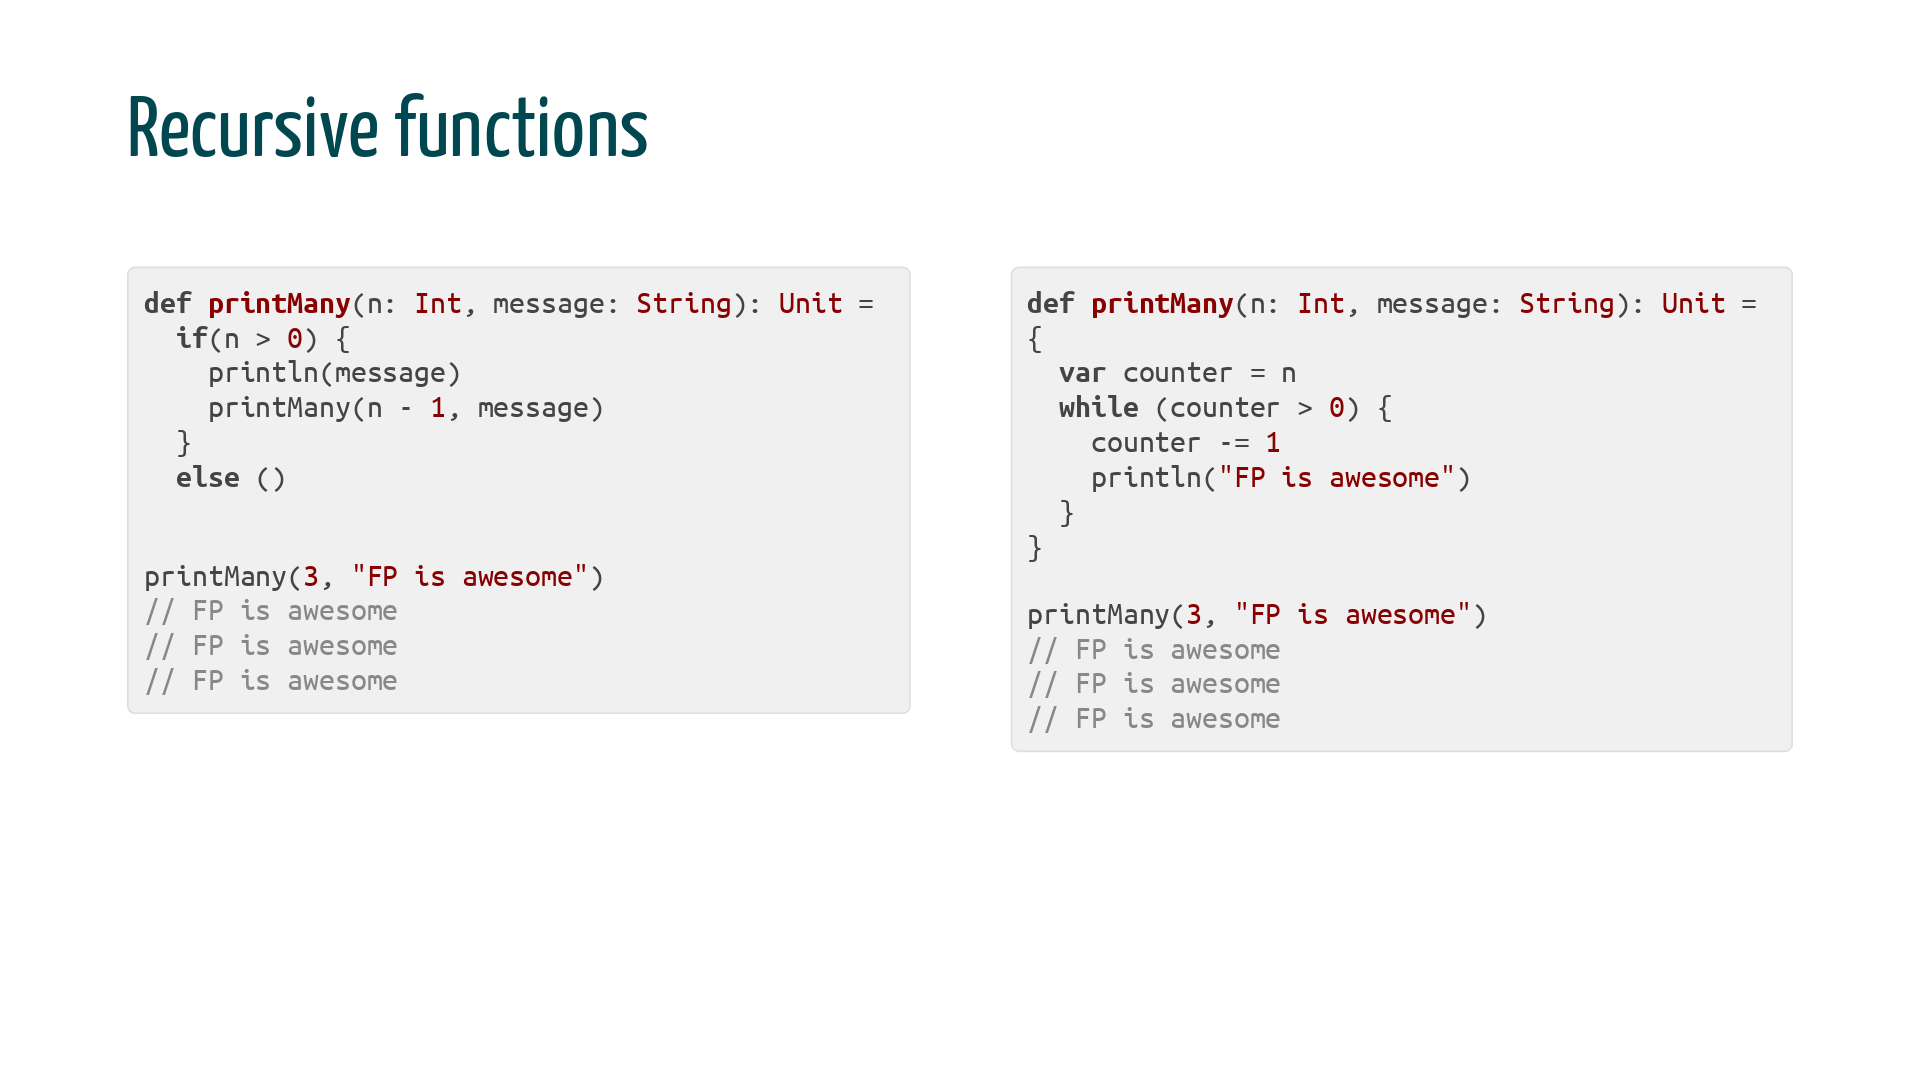 Recursive functions
def printMany(n: Int, message: String): Unit =
  if(n > 0) {
    println(message)
    printMany(n - 1, message)
  }
  else ()
printMany(3, "FP is awesome")
// FP is awesome
// FP is awesome
// FP is awesome
def printMany(n: Int, message: String): Unit =
{
  var counter = n
  while (counter > 0) {
    counter -= 1
    println("FP is awesome")
  }
}
printMany(3, "FP is awesome")
// FP is awesome
// FP is awesome
// FP is awesome